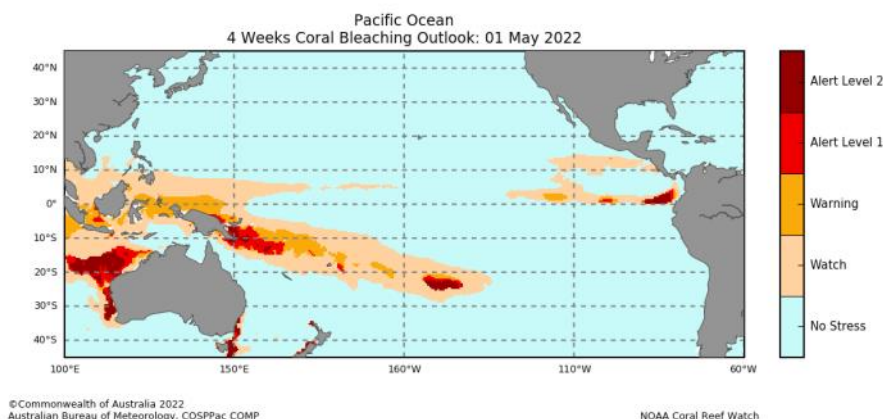 Pacific Ocean
4 Weeks Coral Bleaching Outlook: 01 May 2022
40°N
30°N
20°N
10°N
0°
10°S
20°S
30°S
40°S
100°E
150°E
160°W
110°W
60°W
Alert Level 2
Alert Level 1
Warning
Watch
No Stress
©Commonwealth of Australia 2022
Australian Bureau of Meteorology, COSPPac COMP
NOAA Coral Reef Watch